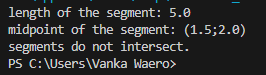 length of the segment: 5.0
midpoint of the segment: (1.5;2.0)
segments do not intersect.
PS C:\Users\Vanka Waero>